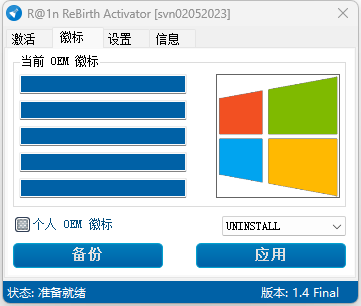 R@1n ReBirth Activator [svn02052023]
激活 徽标 设置 信息
当前 OEM 徽标
个人 OEM 徽标
UNINSTALL
备份 应用
状态: 准备就绪 版本: 1.4 Final